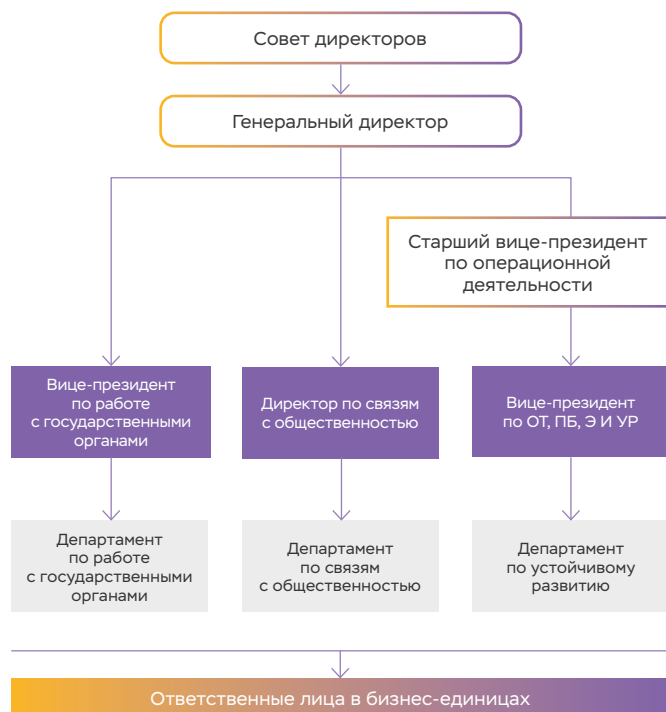 Совет директоров
Генеральный директор
Старший вице-президент
по операционной
деятельности
Вице-президент
по работе
с государственными
органами
Директор по связям
с общественностью
Вице-президент
по ОТ, ПБ, Э И УР
Департамент
по работе
с государственными
органами
Департамент
по связям
с общественностью
Департамент
по устойчивому
развитию
Ответственные лица в бизнес-единицах